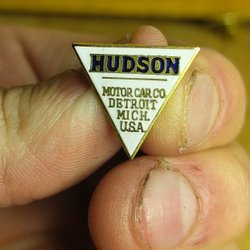 HUDSON
MOTOR CAR CO
DETROIT
MICH.
U.S.A.